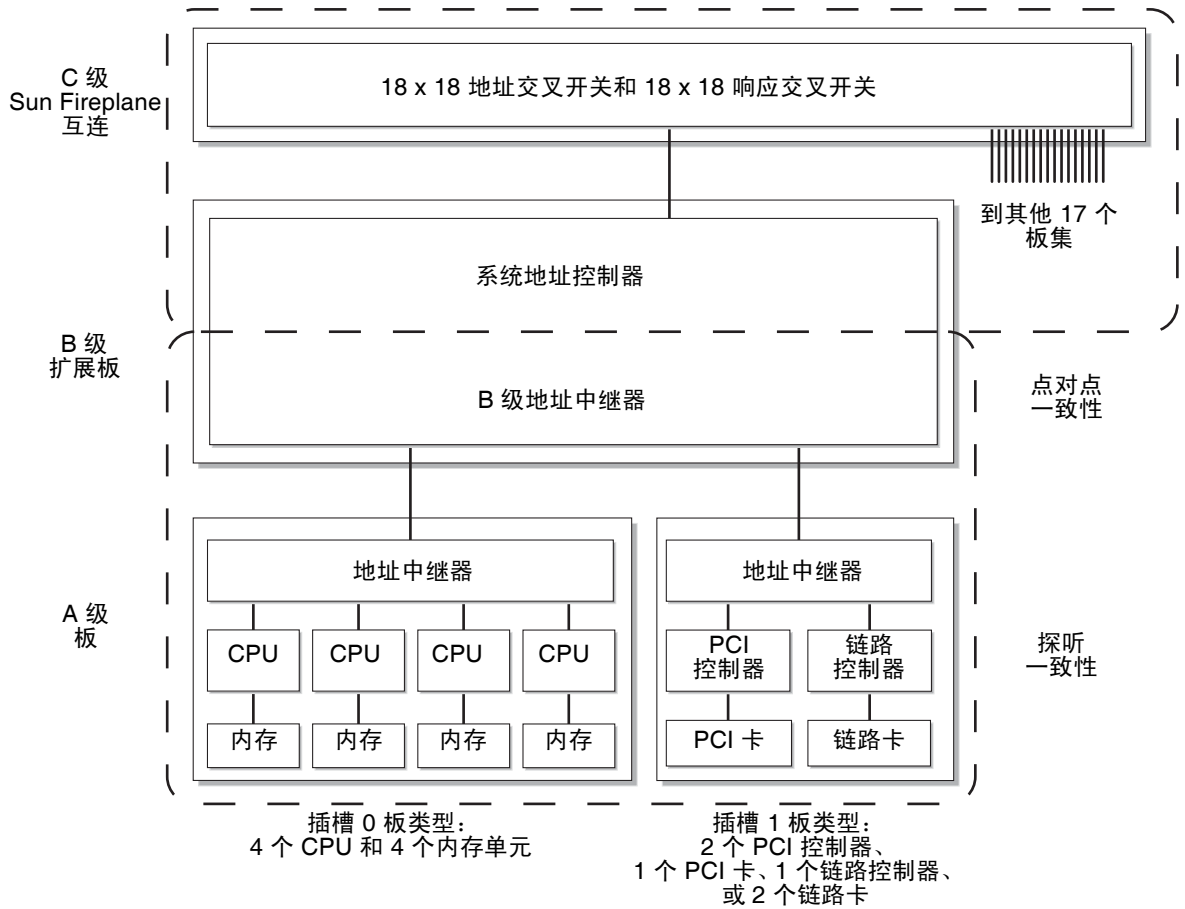 C 级
Sun Fireplane
互连
18 x 18 地址交叉开关和 18 x 18 响应交叉开关
到其他 17 个
板集
系统地址控制器
B 级
扩展板
B 级地址中继器
点对点
一致性
A 级
板
地址中继器
CPU
CPU
CPU
CPU
内存
内存
内存
内存
地址中继器
PCI
控制器
链路
控制器
PCI 卡
链路卡
探听
一致性
插槽 0 板类型：
4 个 CPU 和 4 个内存单元
插槽 1 板类型：
2 个 PCI 控制器、
1 个 PCI 卡、1 个链路控制器、
或 2 个链路卡